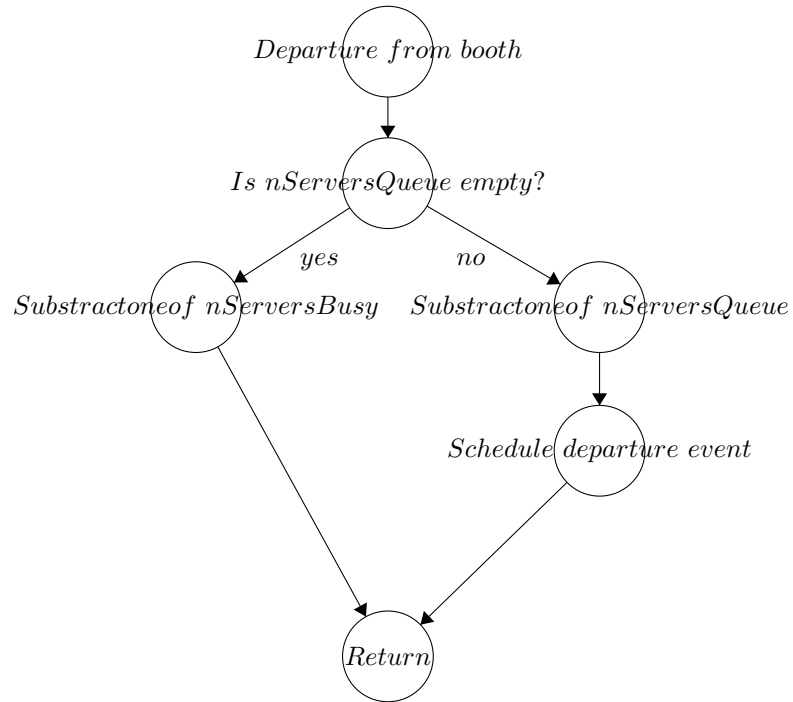 Departure from booth
Is nServersQueue empty?
yes
no
Substractoneof nServersBusy
Substractoneof nServersQueue
Schedule departure event
Return